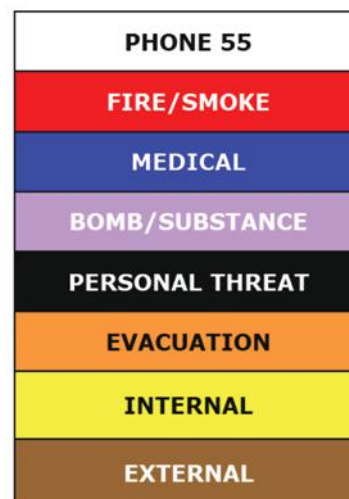 PHONE 55
FIRE/SMOKE
MEDICAL
BOMB/SUBSTANCE
PERSONAL THREAT
EVACUATION
INTERNAL
EXTERNAL